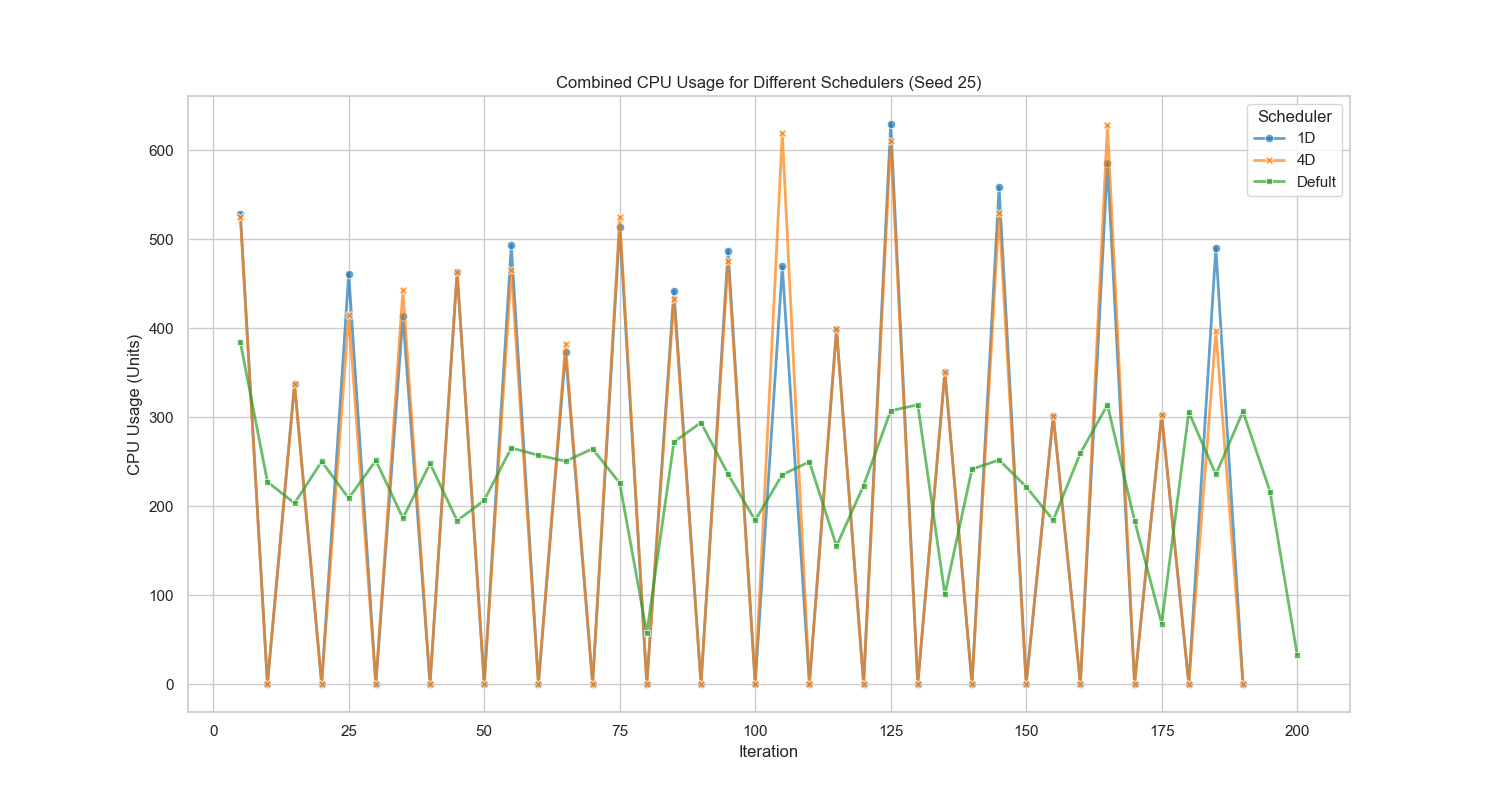 Combined CPU Usage for Different Schedulers (Seed 25)
Scheduler
1D
4D
Defult
CPU Usage (Units)
600
500
400
300
200
100
0
0 25 50 75 100 125 150 175 200
Iteration